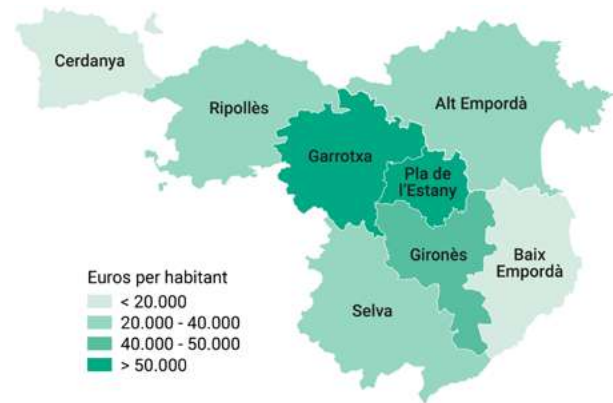 Cerdanya
Ripollès
Alt Empordà
Garrotxa
Pla de
l'Estany
Gironès
Baix
Empordà
Selva
Euros per habitant
< 20.000
20.000 - 40.000
40.000 - 50.000
> 50.000